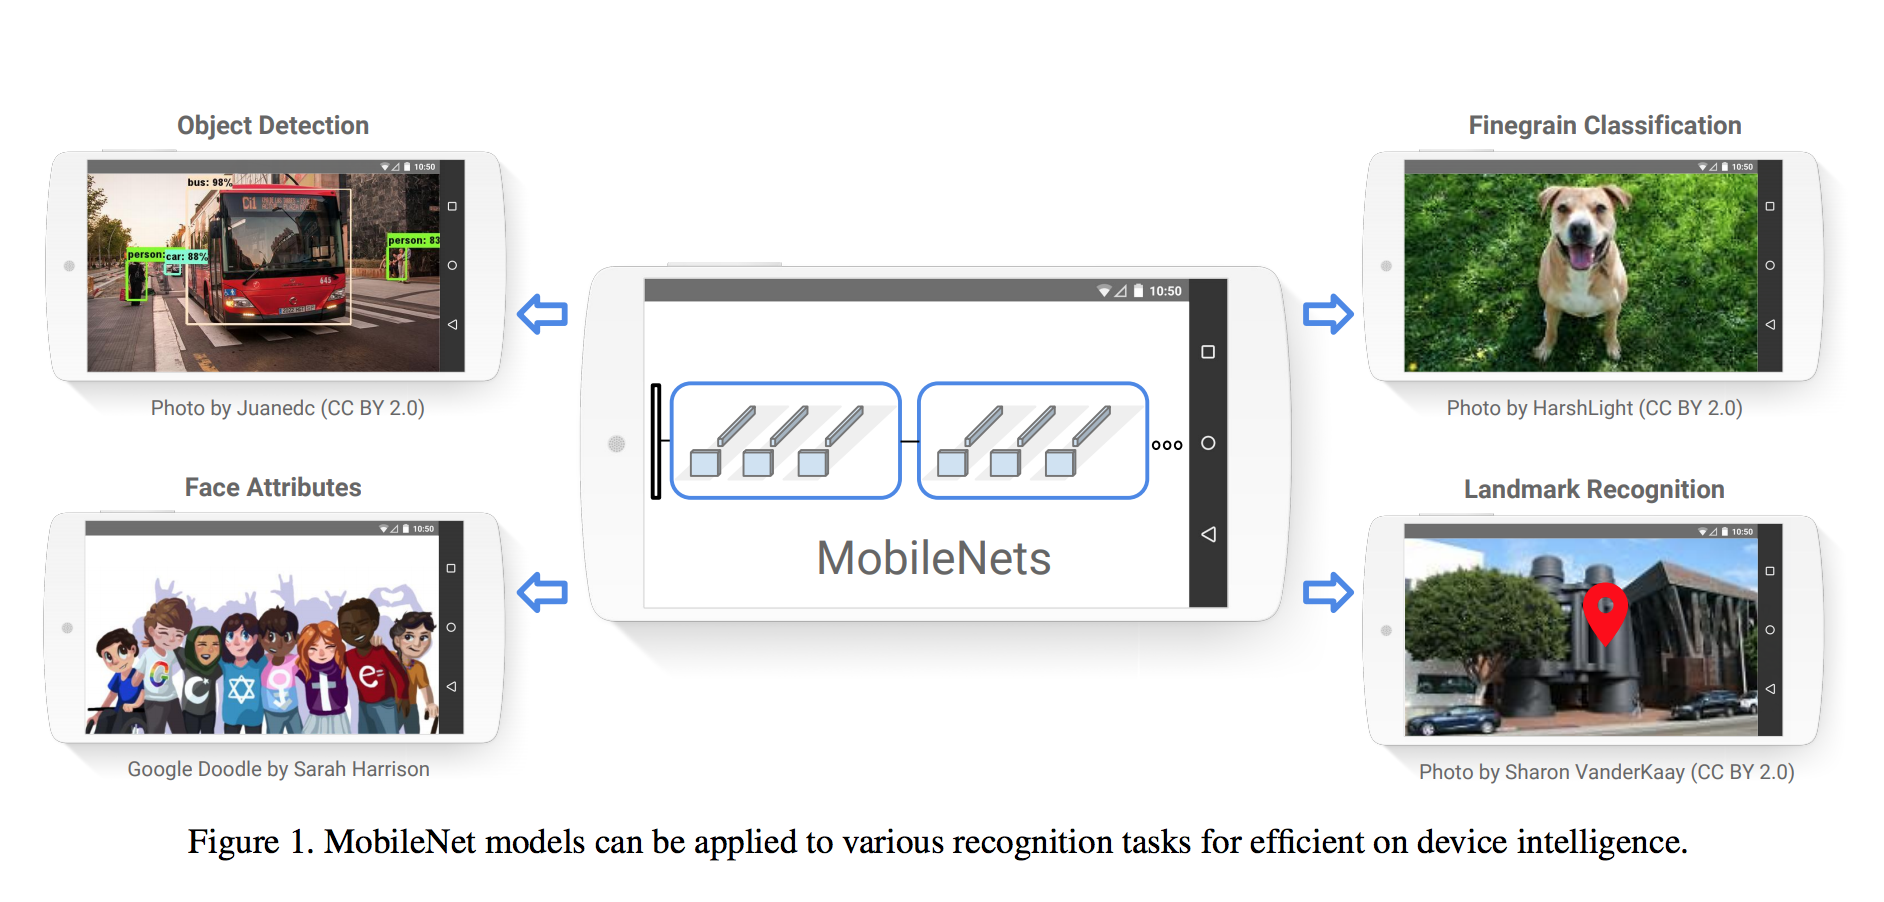 Object Detection
10:50
bus: 98%
Ci1
person:
car: 88%
person: 83
645
Photo by Juanedc (CC BY 2.0)
Face Attributes
10:50
G
e=
Google Doodle by Sarah Harrison
10:50
MobileNets
Finegrain Classification
10:50
Photo by HarshLight (CC BY 2.0)
Landmark Recognition
10:50
Photo by Sharon VanderKaay (CC BY 2.0)
Figure 1. MobileNet models can be applied to various recognition tasks for efficient on device intelligence.